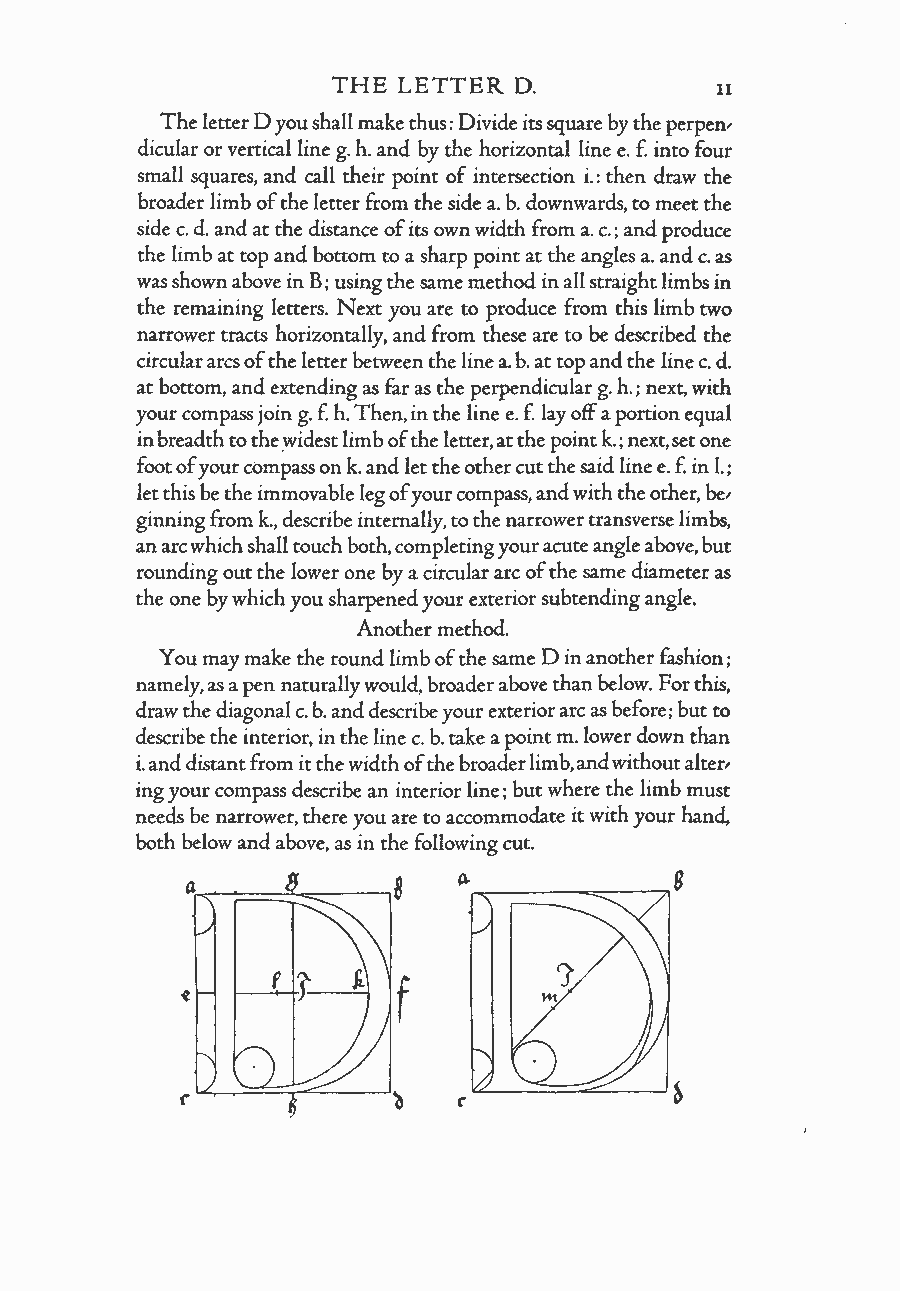 THE LETTER D. 11
The letter D you shall make thus: Divide its square by the perpen-
dicular or vertical line g. h. and by the horizontal line e. f. into four
small squares, and call their point of intersection i.: then draw the
broader limb of the letter from the side a. b. downwards, to meet the
side c. d. and at the distance of its own width from a. c.; and produce
the limb at top and bottom to a sharp point at the angles a. and c. as
was shown above in B; using the same method in all straight limbs in
the remaining letters. Next you are to produce from this limb two
narrower tracts horizontally, and from these are to be described the
circular arcs of the letter between the line a. b. at top and the line c. d.
at bottom, and extending as far as the perpendicular g. h.; next, with
your compass join g. f. h. Then, in the line e. f. lay off a portion equal
in breadth to the widest limb of the letter, at the point k.; next, set one
foot of your compass on k. and let the other cut the said line e. f. in l.;
let this be the immovable leg of your compass, and with the other, be-
ginning from k., describe internally, to the narrower transverse limbs,
an arc which shall touch both, completing your acute angle above, but
rounding out the lower one by a circular arc of the same diameter as
the one by which you sharpened your exterior subtending angle.
Another method.
You may make the round limb of the same D in another fashion;
namely, as a pen naturally would, broader above than below. For this,
draw the diagonal c. b. and describe your exterior arc as before; but to
describe the interior, in the line c. b. take a point m. lower down than
i. and distant from it the width of the broader limb, and without alter-
ing your compass describe an interior line; but where the limb must
needs be narrower, there you are to accommodate it with your hand,
both below and above, as in the following cut.
a g b a b
e l i k f i
m
c h d c d